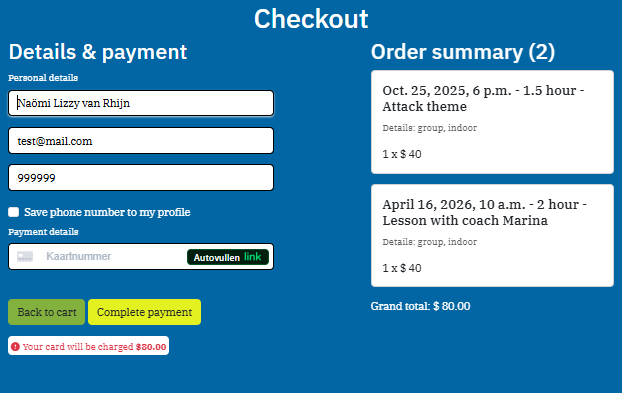 Checkout
Details & payment
Personal details
Naömi Lizzy van Rhijn
test@mail.com
999999
Save phone number to my profile
Payment details
Kaartnummer
Autovullen link
Back to cart
Complete payment
Your card will be charged $80.00
Order summary (2)
Oct. 25, 2025, 6 p.m. - 1.5 hour -
Attack theme
Details: group, indoor
1 x $ 40
April 16, 2026, 10 a.m. - 2 hour -
Lesson with coach Marina
Details: group, indoor
1 x $ 40
Grand total: $ 80.00